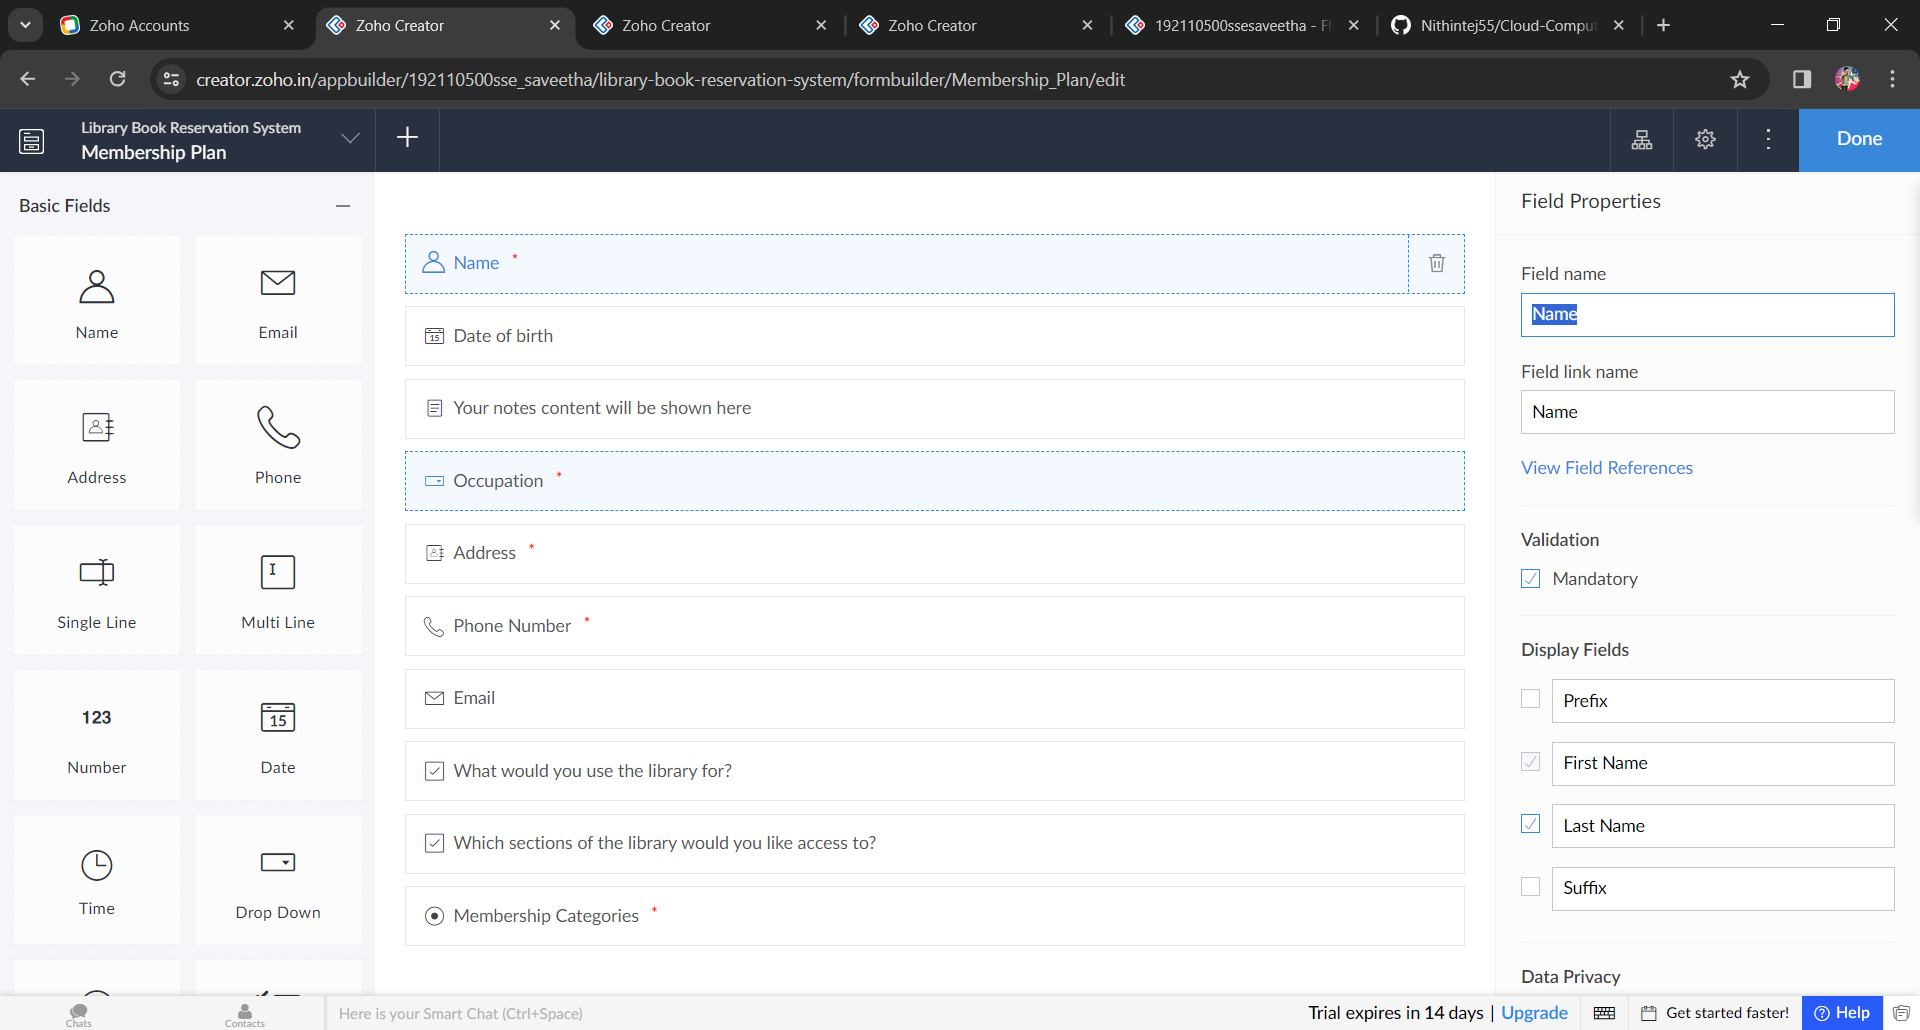 Zoho Accounts
Zoho Creator
Zoho Creator
Zoho Creator
192110500ssesaveetha - Fl
Nithintej55/Cloud-Comput
creator.zoho.in/appbuilder/192110500sse_saveetha/library-book-reservation-system/formbuilder/Membership_Plan/edit
Library Book Reservation System
Membership Plan
Done
Basic Fields
Name
Email
Address
Phone
Single Line
Multi Line
123
Number
15
Date
Time
Drop Down
Name *
15 Date of birth
Your notes content will be shown here
Occupation *
Address *
Phone Number *
Email
What would you use the library for?
Which sections of the library would you like access to?
Membership Categories *
Field Properties
Field name
Name
Field link name
Name
View Field References
Validation
Mandatory
Display Fields
Prefix
First Name
Last Name
Suffix
Data Privacy
Chats
Contacts
Here is your Smart Chat (Ctrl+Space)
Trial expires in 14 days | Upgrade
Get started faster!
Help